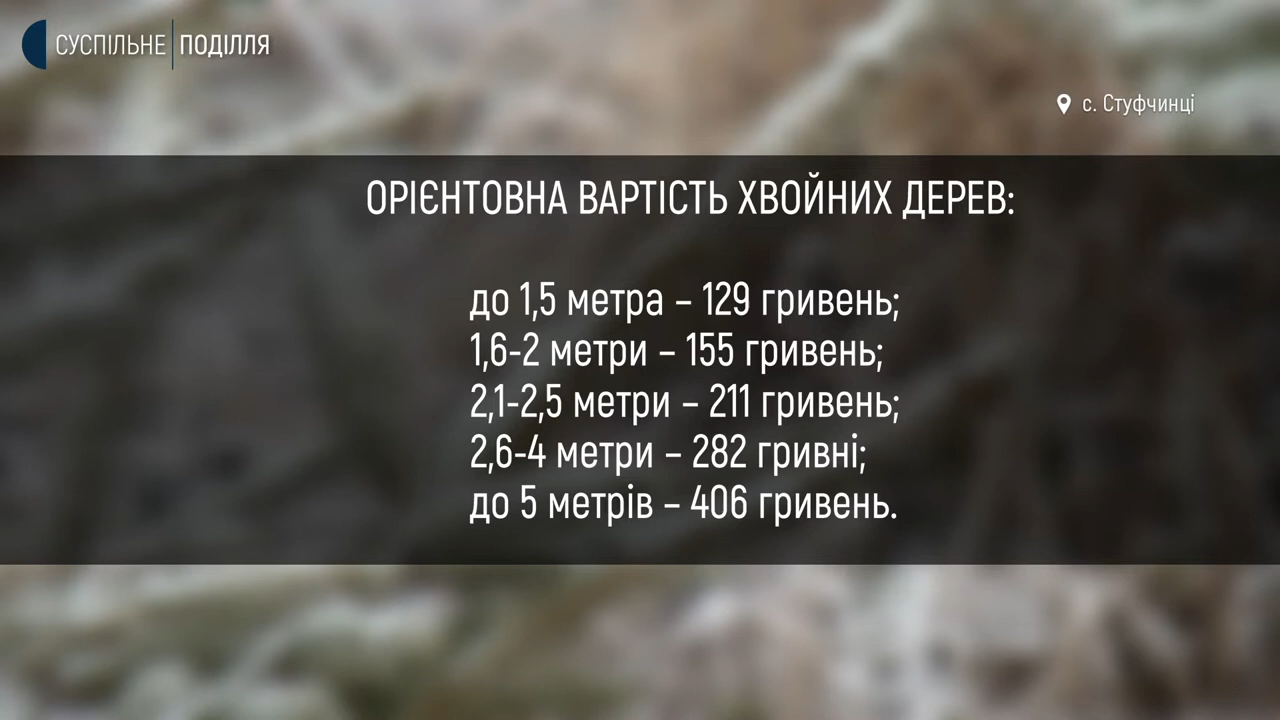 СУСПІЛЬНЕ ПОДІЛЛЯ
с. Стуфчинці
ОРІЄНТОВНА ВАРТІСТЬ ХВОЙНИХ ДЕРЕВ:
до 1,5 метра – 129 гривень;
1,6-2 метри – 155 гривень;
2,1-2,5 метри – 211 гривень;
2,6-4 метри – 282 гривні;
до 5 метрів – 406 гривень.